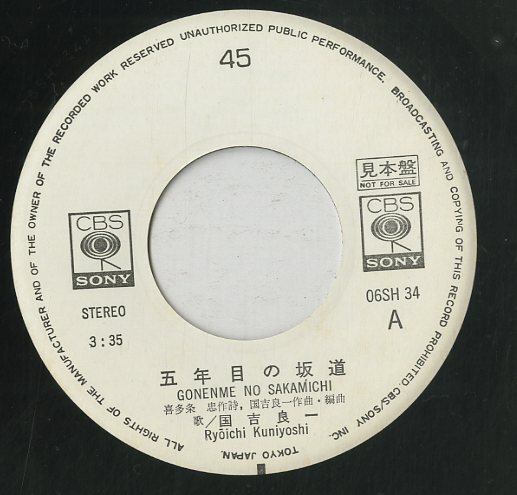 ALL RIGHTS OF THE MANUFACTURER AND OF THE OWNER OF THE RECORDED WORK RESERVED UNAUTHORIZED PUBLIC PERFORMANCE. BROADCASTING AND COPYING OF THIS RECORD PROHIBITED. CBS/SONY INC. TOKYO JAPAN.
45
見本盤
NOT FOR SALE
CBS
SONY
CBS
SONY
STEREO
3:35
06SH 34
A
五年目の坂道
GONENME NO SAKAMICHI
喜多条 忠作詩，国吉良一作曲・編曲
歌／国吉良一
Ryōichi Kuniyoshi